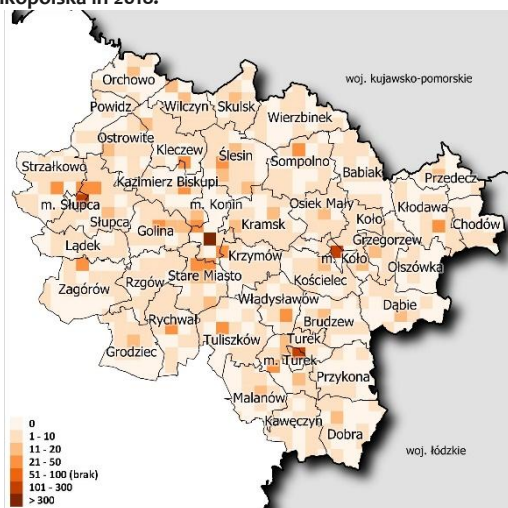 lkopolska in 2016.
Orchowo
woj. kujawsko-pomorskie
Powidz
Wilczyn
Skulsk
Wierzbinek
Ostrowite
Kleczew
Ślesin
Sompolno
Strzałkowo
Kazimierz Biskupi
Babiak
Przedecz
m. Słupca
m. Konin
Osiek Mały
Kłodawa
Słupca
Golina
Kramsk
Koło
Chodów
Lądek
Krzymów
m. Koło
Grzegorzew
Olszówka
Zagórów
Rzgów
Stare Miasto
Kościelec
Władysławów
Dąbie
Rychwał
Brudzew
Grodziec
Tuliszków
Turek
m. Turek
Przykona
Malanów
Kawęczyn
Dobra
woj. łódzkie
0
1 - 10
11 - 20
21 - 50
51 - 100 (brak)
101 - 300
> 300